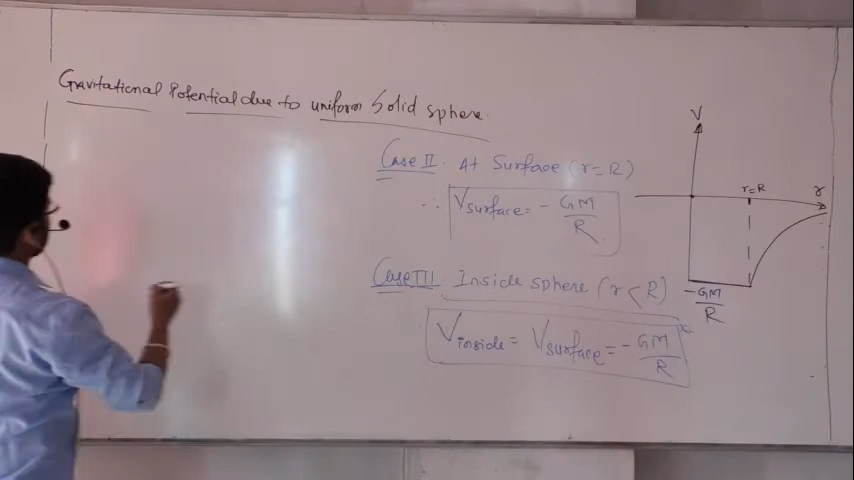 Gravitational Potential due to uniform Solid sphere.
Case II. At Surface (r=R)
∴ Vsurface = - GM/R
Case III Inside sphere (r<R)
Vinside = Vsurface = - GM/R
V
r=R
r
-GM/R